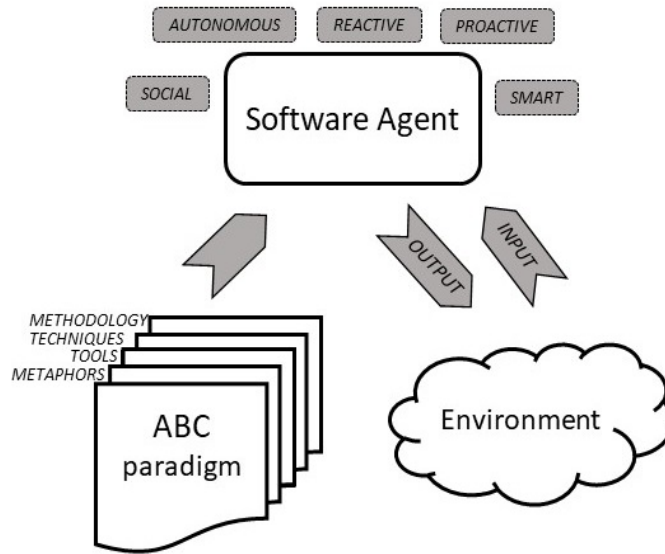 AUTONOMOUS
REACTIVE
PROACTIVE
SOCIAL
SMART
Software Agent
OUTPUT
INPUT
METHODOLOGY
TECHNIQUES
TOOLS
METAPHORS
ABC
paradigm
Environment